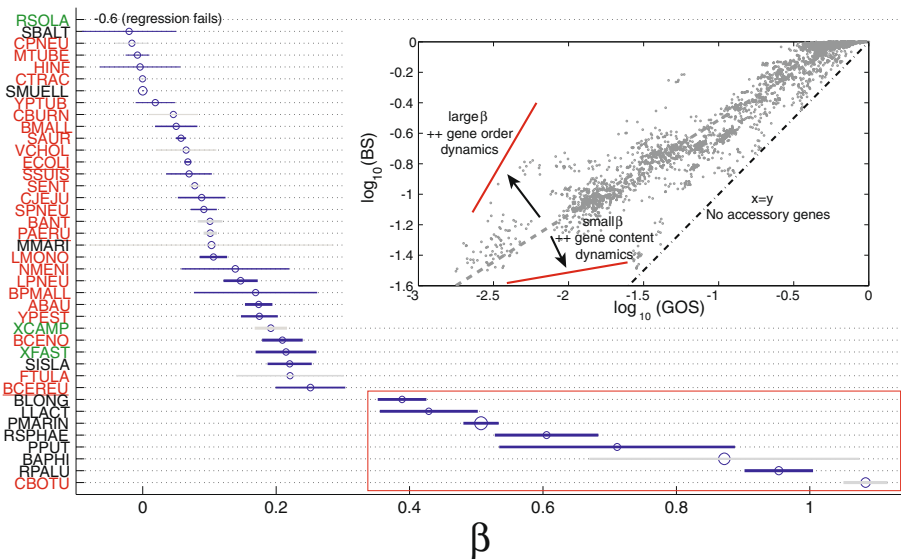 RSOLA
-0.6 (regression fails)
SBALT
CPNEU
MTUBE
HINF
CTRAC
SMUELL
YPTUB
CBURN
BMALL
SAUR
VCHOL
ECOLI
SSUIS
SENT
CJEJU
SPNEU
BANT
PAERU
MMARI
LMONO
NMENI
LPNEU
BPMALL
ABAU
YPEST
XCAMP
BCENO
XFAST
SISLA
FTULA
BCEREU
BLONG
LLACT
PMARIN
RSPHAE
PPUT
BAPHI
RPALU
CBOTU
0 0.2 0.4 0.6 0.8 1
β
-0
-0.2
-0.4
-0.6
-0.8
-1
-1.2
-1.4
-1.6
log10(BS)
large β
++ gene order
dynamics
small β
++ gene content
dynamics
x=y
No accessory genes
-3 -2.5 -2 -1.5 -1 -0.5 0
log10 (GOS)